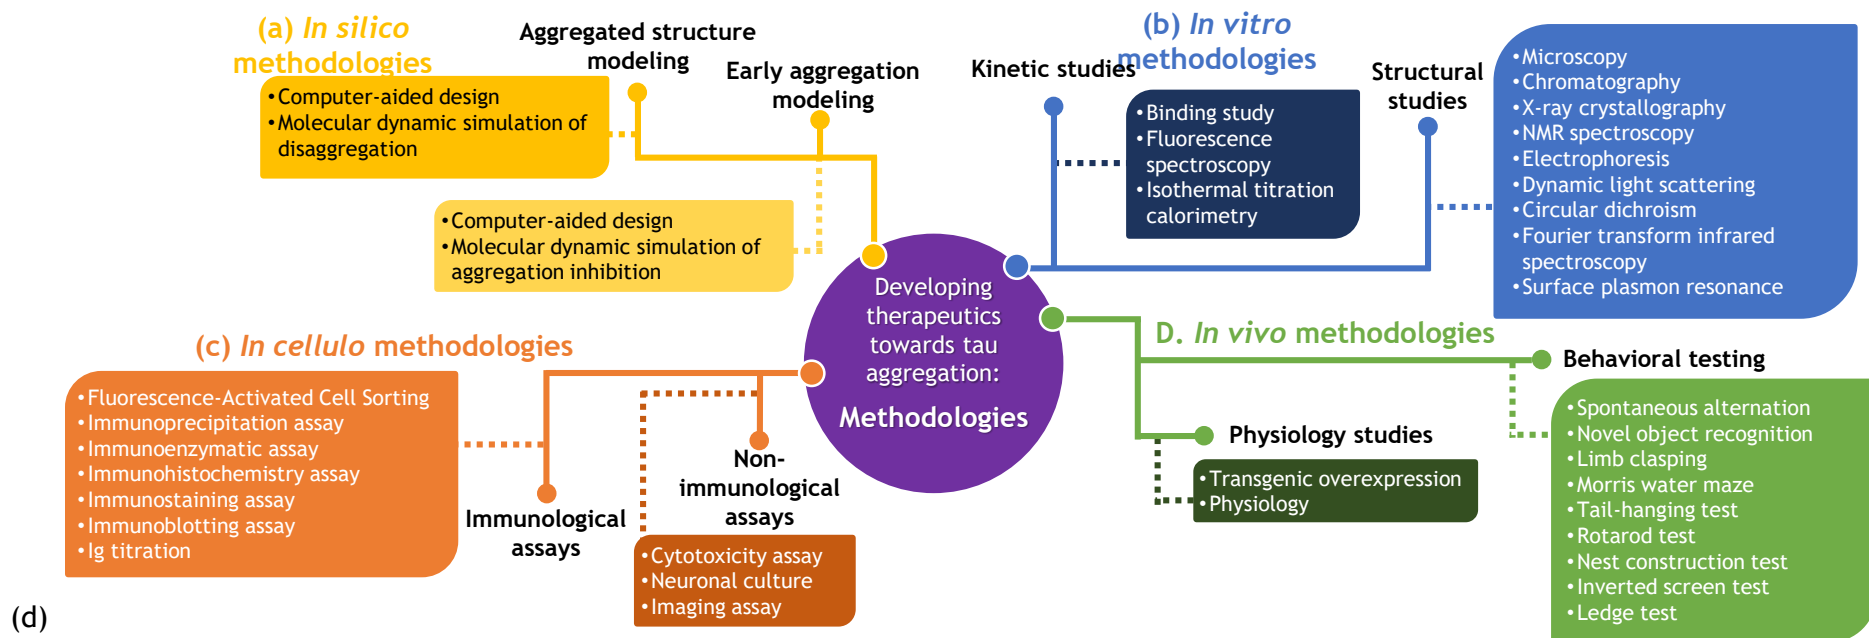 (a) In silico
methodologies
Aggregated structure
modeling
Early aggregation
modeling
•Computer-aided design
•Molecular dynamic simulation of
disaggregation
•Computer-aided design
•Molecular dynamic simulation of
aggregation inhibition
(b) In vitro
methodologies
Kinetic studies
Structural
studies
•Binding study
•Fluorescence
spectroscopy
•Isothermal titration
calorimetry
•Microscopy
•Chromatography
•X-ray crystallography
•NMR spectroscopy
•Electrophoresis
•Dynamic light scattering
•Circular dichroism
•Fourier transform infrared
spectroscopy
•Surface plasmon resonance
Developing
therapeutics
towards tau
aggregation:
Methodologies
(c) In cellulo methodologies
•Fluorescence-Activated Cell Sorting
•Immunoprecipitation assay
•Immunoenzymatic assay
•Immunohistochemistry assay
•Immunostaining assay
•Immunoblotting assay
•Ig titration
Immunological
assays
Non-
immunological
assays
•Cytotoxicity assay
•Neuronal culture
•Imaging assay
D. In vivo methodologies
Behavioral testing
Physiology studies
•Transgenic overexpression
•Physiology
•Spontaneous alternation
•Novel object recognition
•Limb clasping
•Morris water maze
•Tail-hanging test
•Rotarod test
•Nest construction test
•Inverted screen test
•Ledge test
(d)